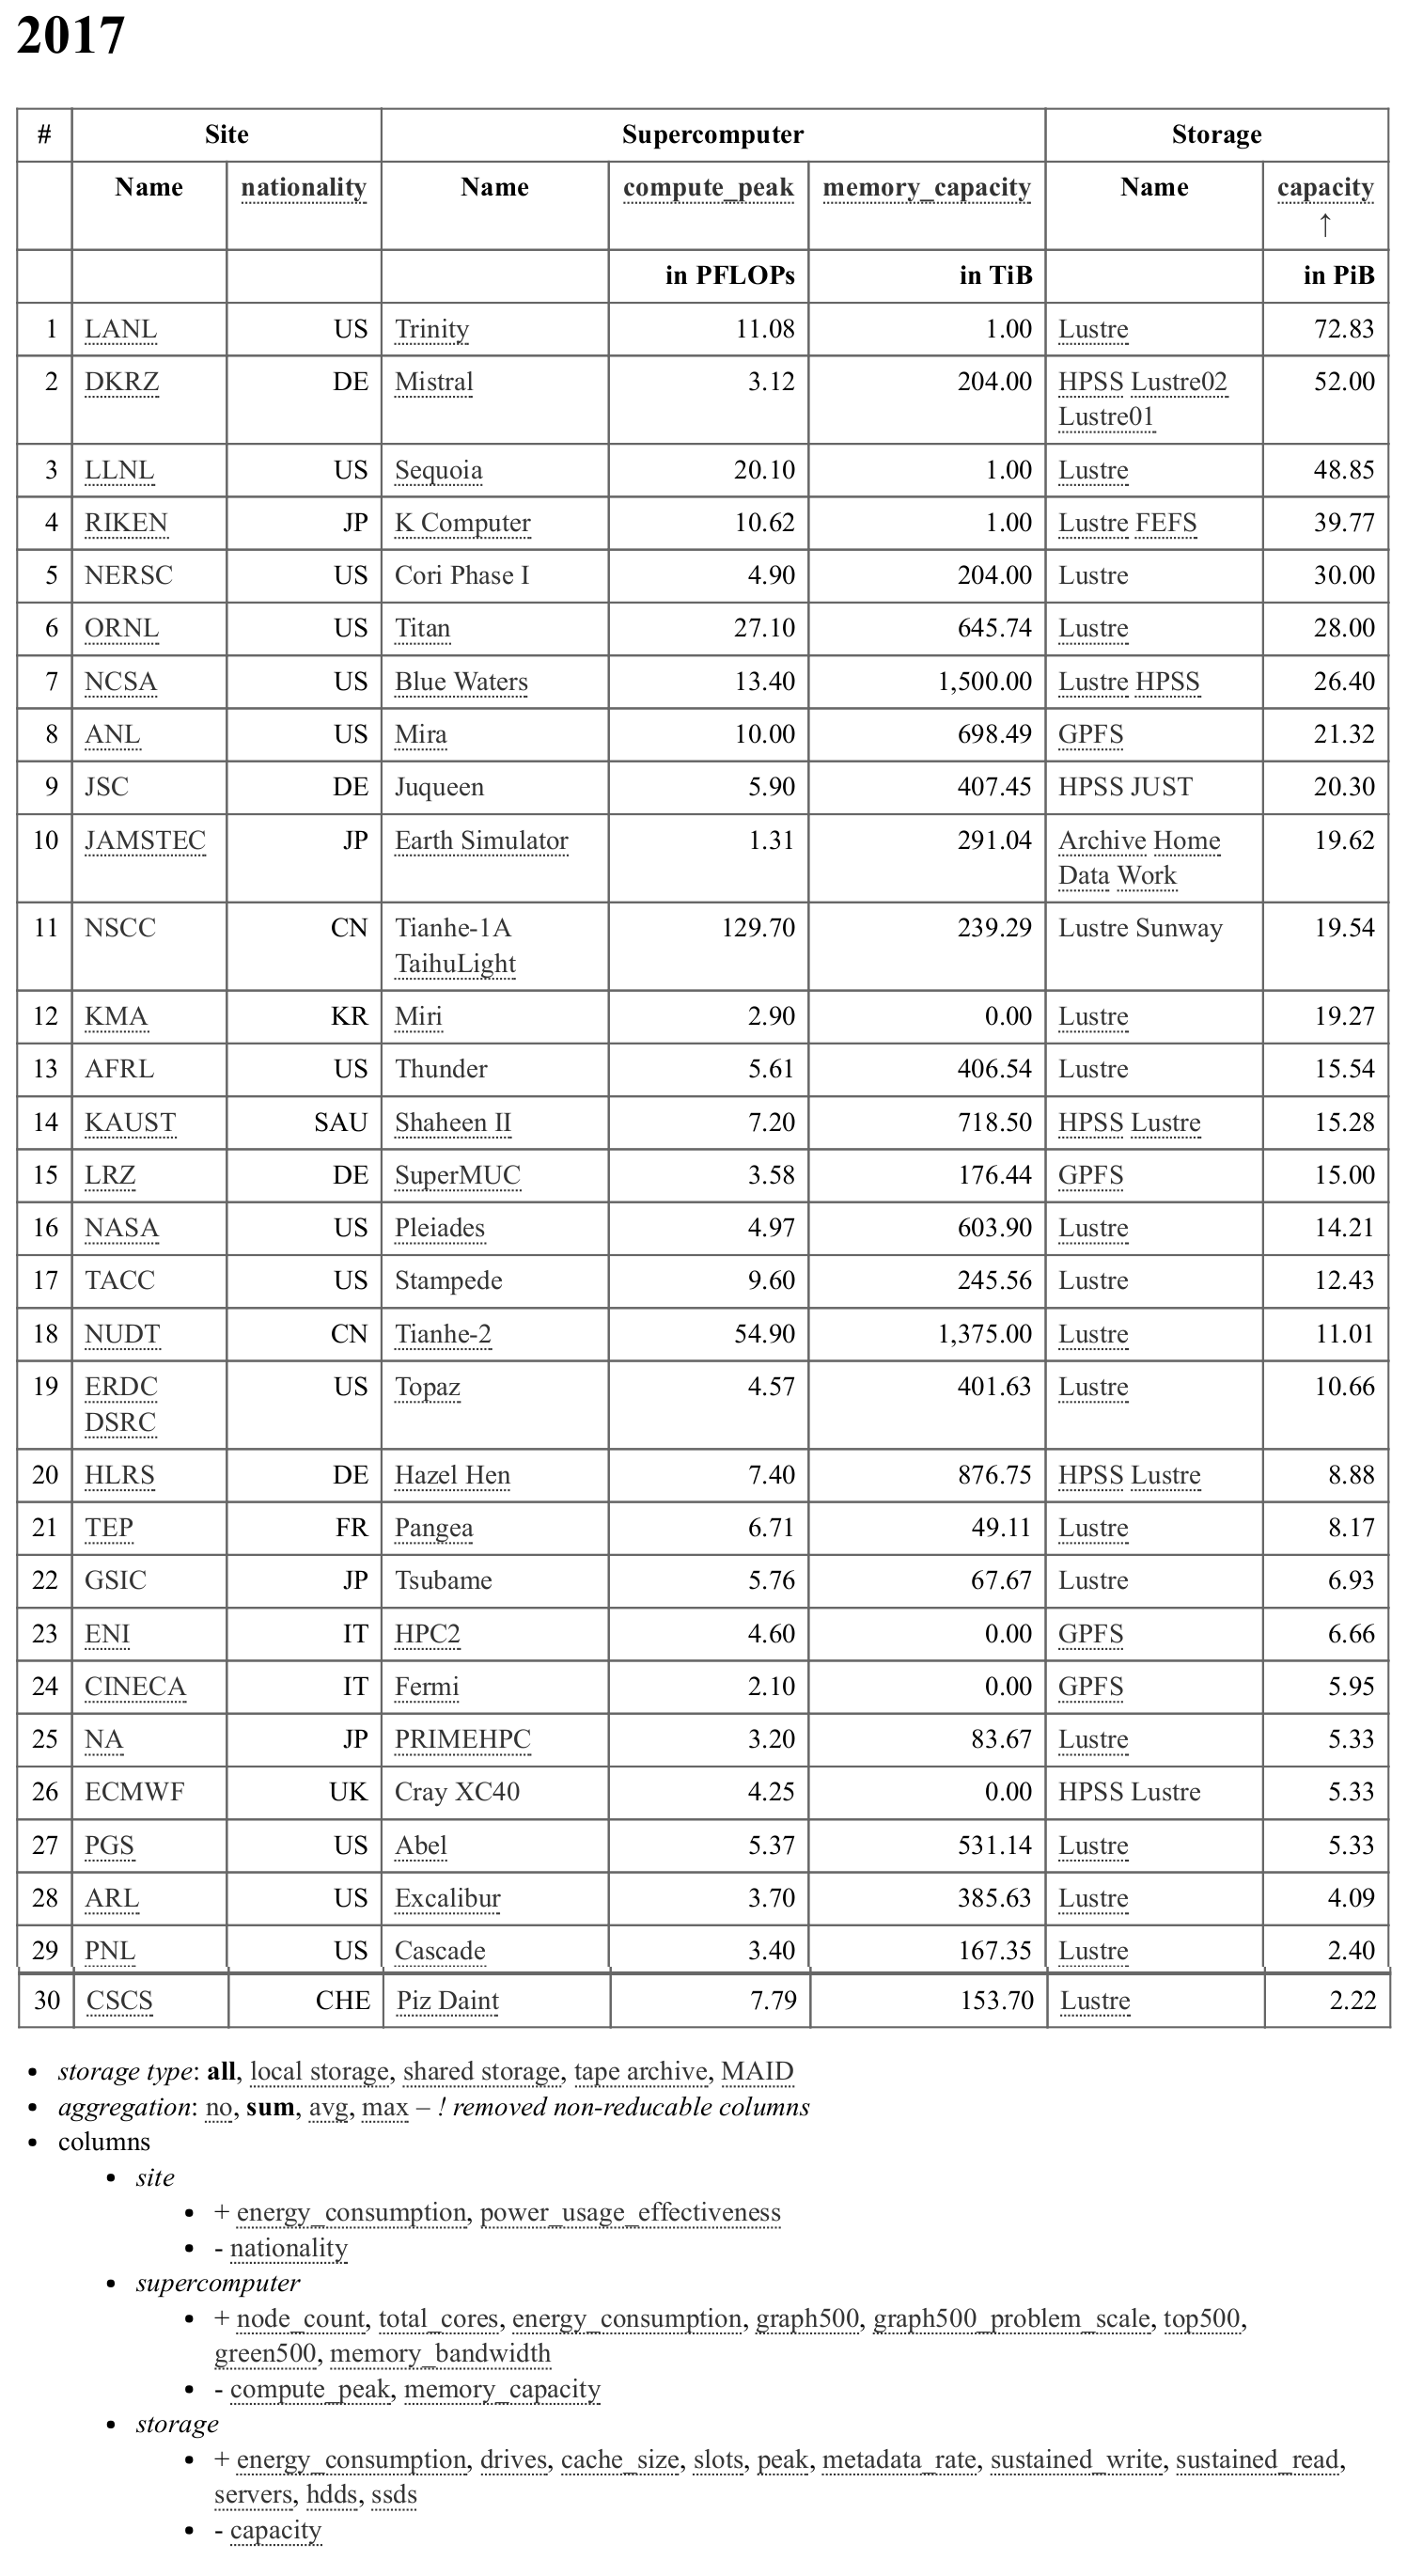 2017
# Site Supercomputer Storage
Name nationality Name compute_peak memory_capacity Name capacity
↑
in PFLOPs in TiB in PiB
1 LANL US Trinity 11.08 1.00 Lustre 72.83
2 DKRZ DE Mistral 3.12 204.00 HPSS Lustre02 52.00
Lustre01
3 LLNL US Sequoia 20.10 1.00 Lustre 48.85
4 RIKEN JP K Computer 10.62 1.00 Lustre FEFS 39.77
5 NERSC US Cori Phase I 4.90 204.00 Lustre 30.00
6 ORNL US Titan 27.10 645.74 Lustre 28.00
7 NCSA US Blue Waters 13.40 1,500.00 Lustre HPSS 26.40
8 ANL US Mira 10.00 698.49 GPFS 21.32
9 JSC DE Juqueen 5.90 407.45 HPSS JUST 20.30
10 JAMSTEC JP Earth Simulator 1.31 291.04 Archive Home 19.62
Data Work
11 NSCC CN Tianhe-1A 129.70 239.29 Lustre Sunway 19.54
TaihuLight
12 KMA KR Miri 2.90 0.00 Lustre 19.27
13 AFRL US Thunder 5.61 406.54 Lustre 15.54
14 KAUST SAU Shaheen II 7.20 718.50 HPSS Lustre 15.28
15 LRZ DE SuperMUC 3.58 176.44 GPFS 15.00
16 NASA US Pleiades 4.97 603.90 Lustre 14.21
17 TACC US Stampede 9.60 245.56 Lustre 12.43
18 NUDT CN Tianhe-2 54.90 1,375.00 Lustre 11.01
19 ERDC US Topaz 4.57 401.63 Lustre 10.66
DSRC
20 HLRS DE Hazel Hen 7.40 876.75 HPSS Lustre 8.88
21 TEP FR Pangea 6.71 49.11 Lustre 8.17
22 GSIC JP Tsubame 5.76 67.67 Lustre 6.93
23 ENI IT HPC2 4.60 0.00 GPFS 6.66
24 CINECA IT Fermi 2.10 0.00 GPFS 5.95
25 NA JP PRIMEHPC 3.20 83.67 Lustre 5.33
26 ECMWF UK Cray XC40 4.25 0.00 HPSS Lustre 5.33
27 PGS US Abel 5.37 531.14 Lustre 5.33
28 ARL US Excalibur 3.70 385.63 Lustre 4.09
29 PNL US Cascade 3.40 167.35 Lustre 2.40
30 CSCS CHE Piz Daint 7.79 153.70 Lustre 2.22
• storage type: all, local storage, shared storage, tape archive, MAID
• aggregation: no, sum, avg, max – ! removed non-reducable columns
• columns
• site
• + energy_consumption, power_usage_effectiveness
• - nationality
• supercomputer
• + node_count, total_cores, energy_consumption, graph500, graph500_problem_scale, top500,
green500, memory_bandwidth
• - compute_peak, memory_capacity
• storage
• + energy_consumption, drives, cache_size, slots, peak, metadata_rate, sustained_write, sustained_read,
servers, hdds, ssds
• - capacity